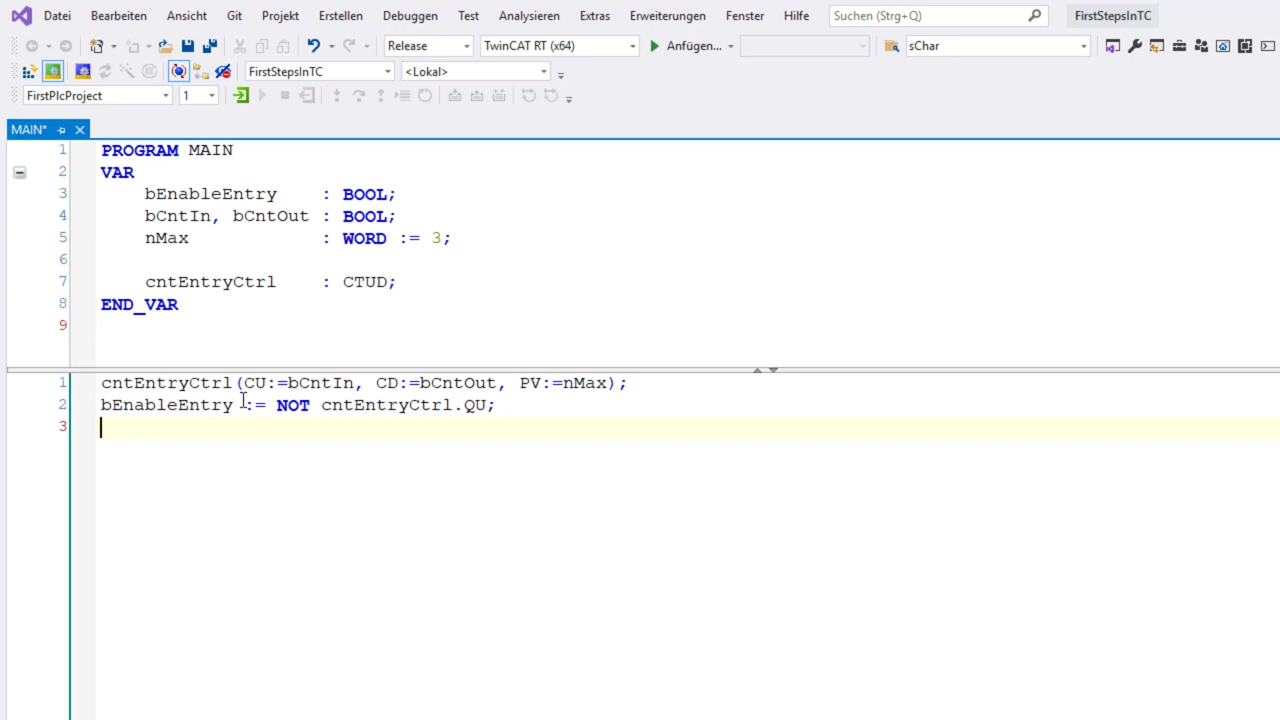 Datei Bearbeiten Ansicht Git Projekt Erstellen Debuggen Test Analysieren Extras Erweiterungen Fenster Hilfe Suchen (Strg+Q) FirstStepsInTC
Release TwinCAT RT (x64) Anfügen... sChar
FirstStepsInTC <Lokal>
FirstPlcProject 1
MAIN*
1 PROGRAM MAIN
2 VAR
3 bEnableEntry : BOOL;
4 bCntIn, bCntOut : BOOL;
5 nMax : WORD := 3;
6
7 cntEntryCtrl : CTUD;
8 END_VAR
9
1 cntEntryCtrl(CU:=bCntIn, CD:=bCntOut, PV:=nMax);
2 bEnableEntry := NOT cntEntryCtrl.QU;
3